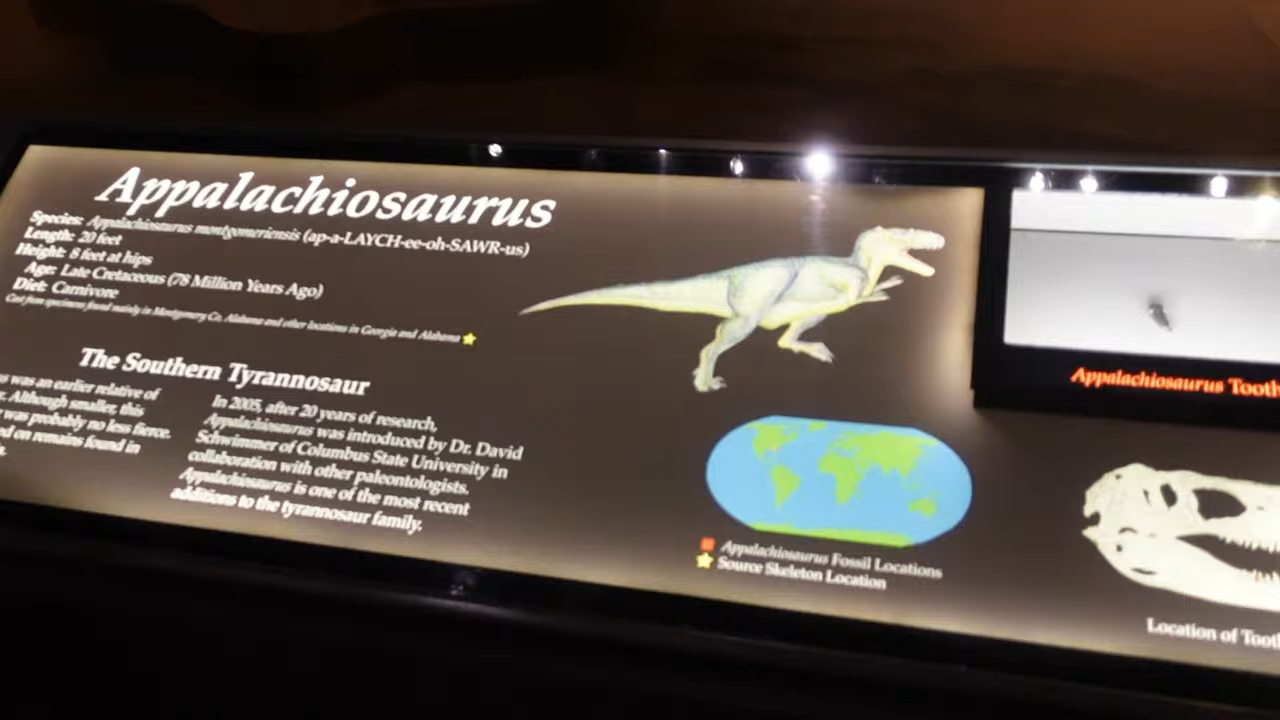 Appalachiosaurus
Species: Appalachiosaurus montgomeriensis (ap-a-LAYCH-ee-oh-SAWR-us)
Length: 20 feet
Height: 8 feet at hips
Age: Late Cretaceous (78 Million Years Ago)
Diet: Carnivore
Cast from specimens found mainly in Montgomery Co. Alabama and other locations in Georgia and Alabama
The Southern Tyrannosaur
was an earlier relative of
Although smaller, this
was probably no less fierce.
on remains found in
In 2005, after 20 years of research,
Appalachiosaurus was introduced by Dr. David
Schwimmer of Columbus State University in
collaboration with other paleontologists.
Appalachiosaurus is one of the most recent
additions to the tyrannosaur family.
Appalachiosaurus Fossil Locations
Source Skeleton Location
Appalachiosaurus Tooth
Location of Toot